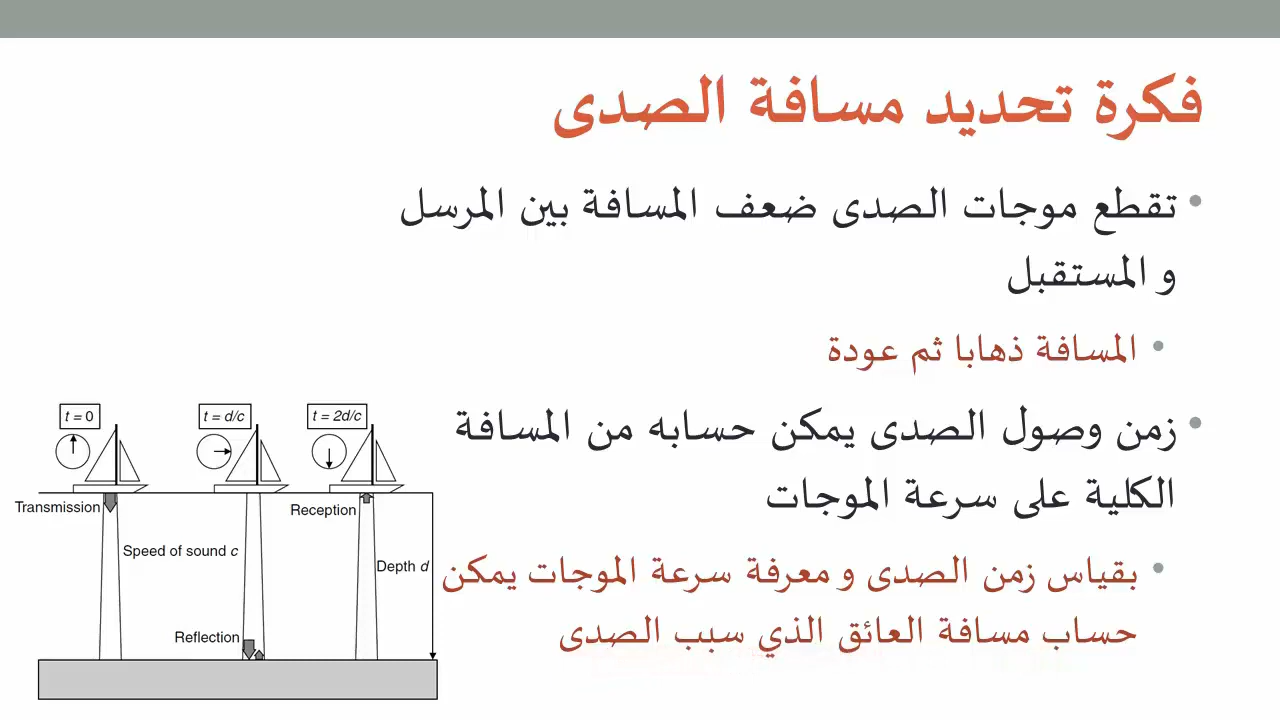 فكرة تحديد مسافة الصدى
• تقطع موجات الصدى ضعف المسافة بين المرسل
و المستقبل
• المسافة ذهابا ثم عودة
• زمن وصول الصدى يمكن حسابه من المسافة
الكلية على سرعة الموجات
• بقياس زمن الصدى و معرفة سرعة الموجات يمكن
حساب مسافة العائق الذي سبب الصدى
t = 0
t = d/c
t = 2d/c
Transmission
Reception
Speed of sound c
Depth d
Reflection